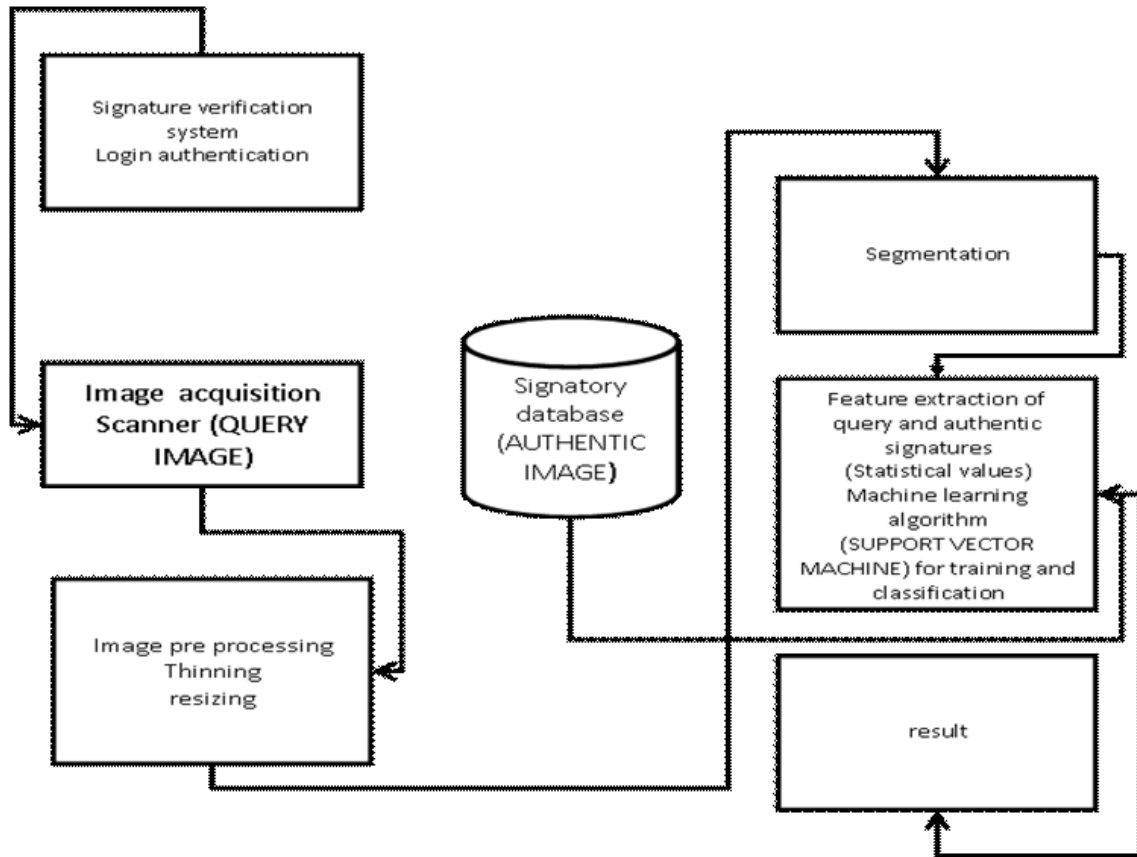 Signature verification
system
Login authentication
Image acquisition
Scanner (QUERY
IMAGE)
Image pre processing
Thinning
resizing
Signatory
database
(AUTHENTIC
IMAGE)
Segmentation
Feature extraction of
query and authentic
signatures
(Statistical values)
Machine learning
algorithm
(SUPPORT VECTOR
MACHINE) for training and
classification
result